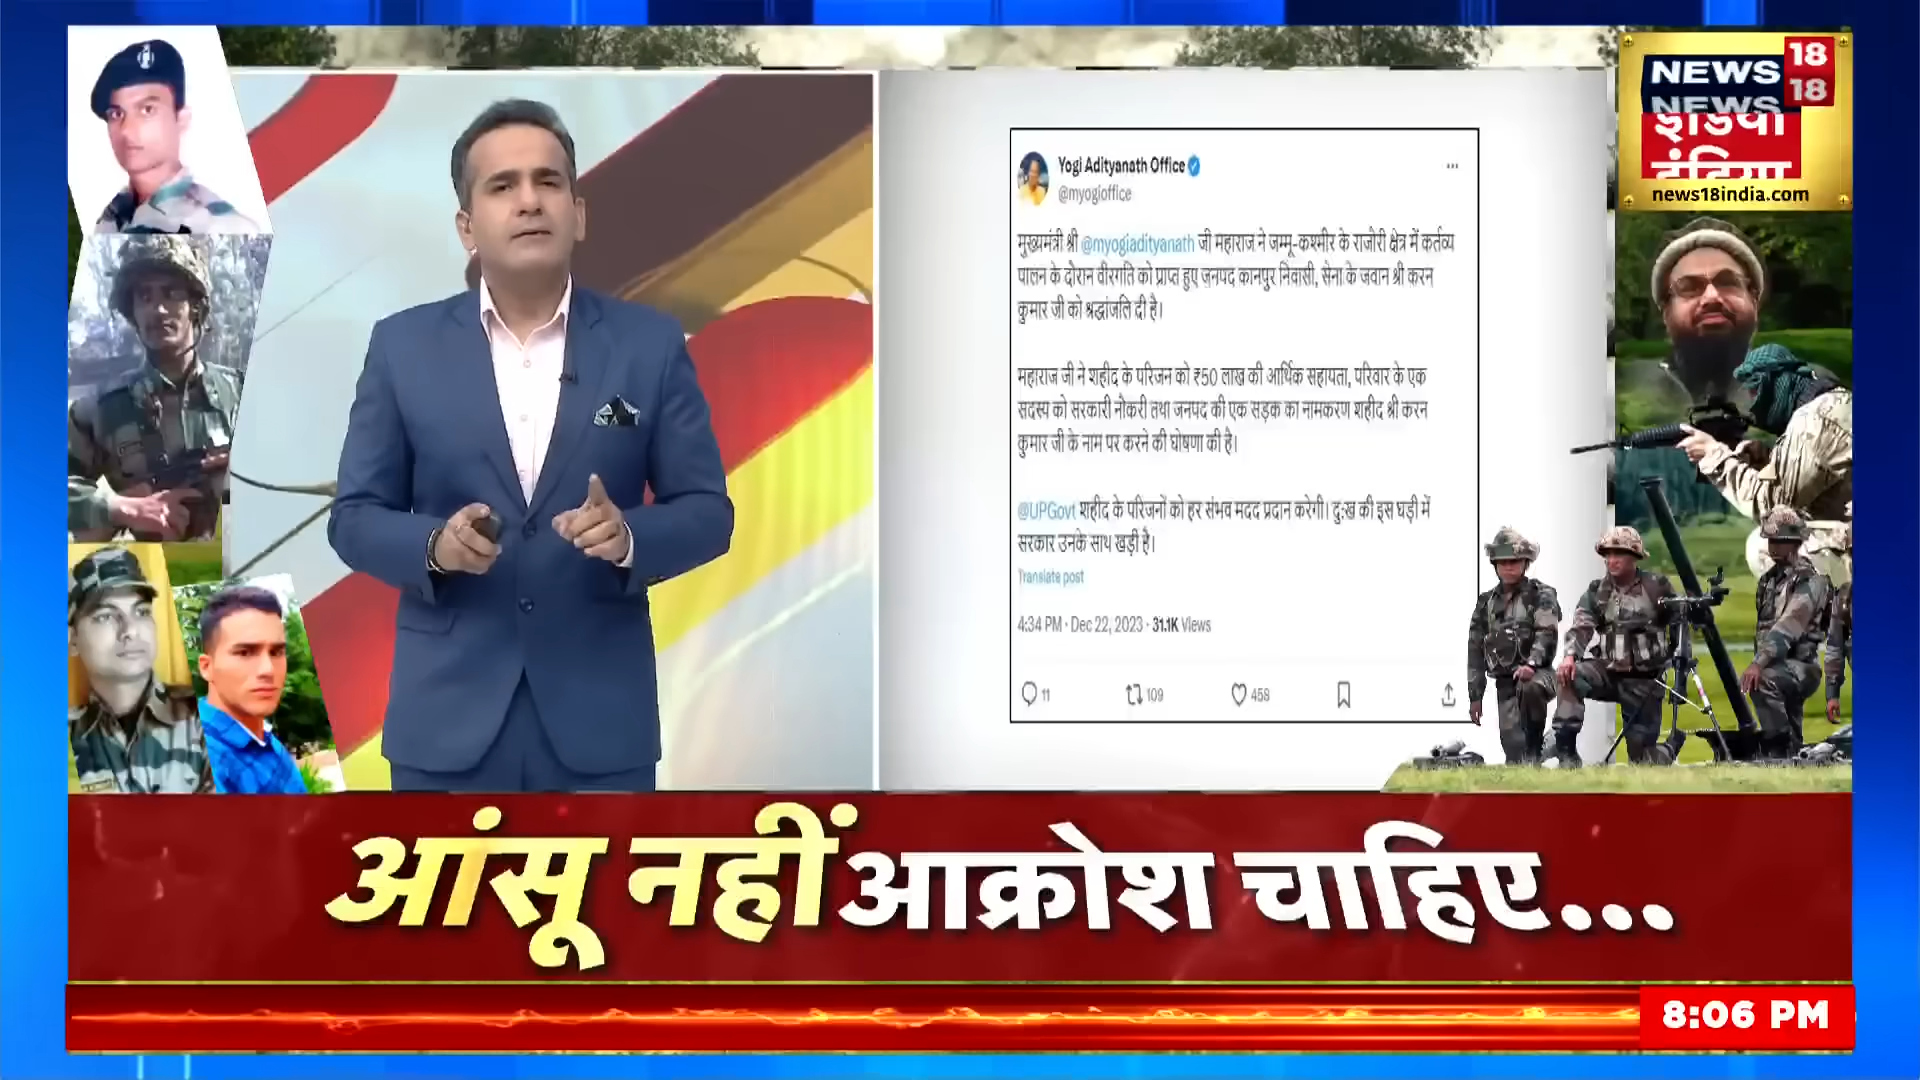 NEWS 18
NEWS 18
इंडिया
इंडिया
news18india.com
Yogi Adityanath Office
@myogioffice
मुख्यमंत्री श्री @myogiadityanath जी महाराज ने जम्मू-कश्मीर के राजौरी क्षेत्र में कर्तव्य
पालन के दौरान वीरगति को प्राप्त हुए जनपद कानपुर निवासी, सेना के जवान श्री करन
कुमार जी को श्रद्धांजलि दी है।
महाराज जी ने शहीद के परिजन को ₹50 लाख की आर्थिक सहायता, परिवार के एक
सदस्य को सरकारी नौकरी तथा जनपद की एक सड़क का नामकरण शहीद श्री करन
कुमार जी के नाम पर करने की घोषणा की है।
@UPGovt शहीद के परिजनों को हर संभव मदद प्रदान करेगी। दुःख की इस घड़ी में
सरकार उनके साथ खड़ी है।
Translate post
4:34 PM · Dec 22, 2023 · 31.1K Views
11 109 458
आंसू नहीं आक्रोश चाहिए...
8:06 PM